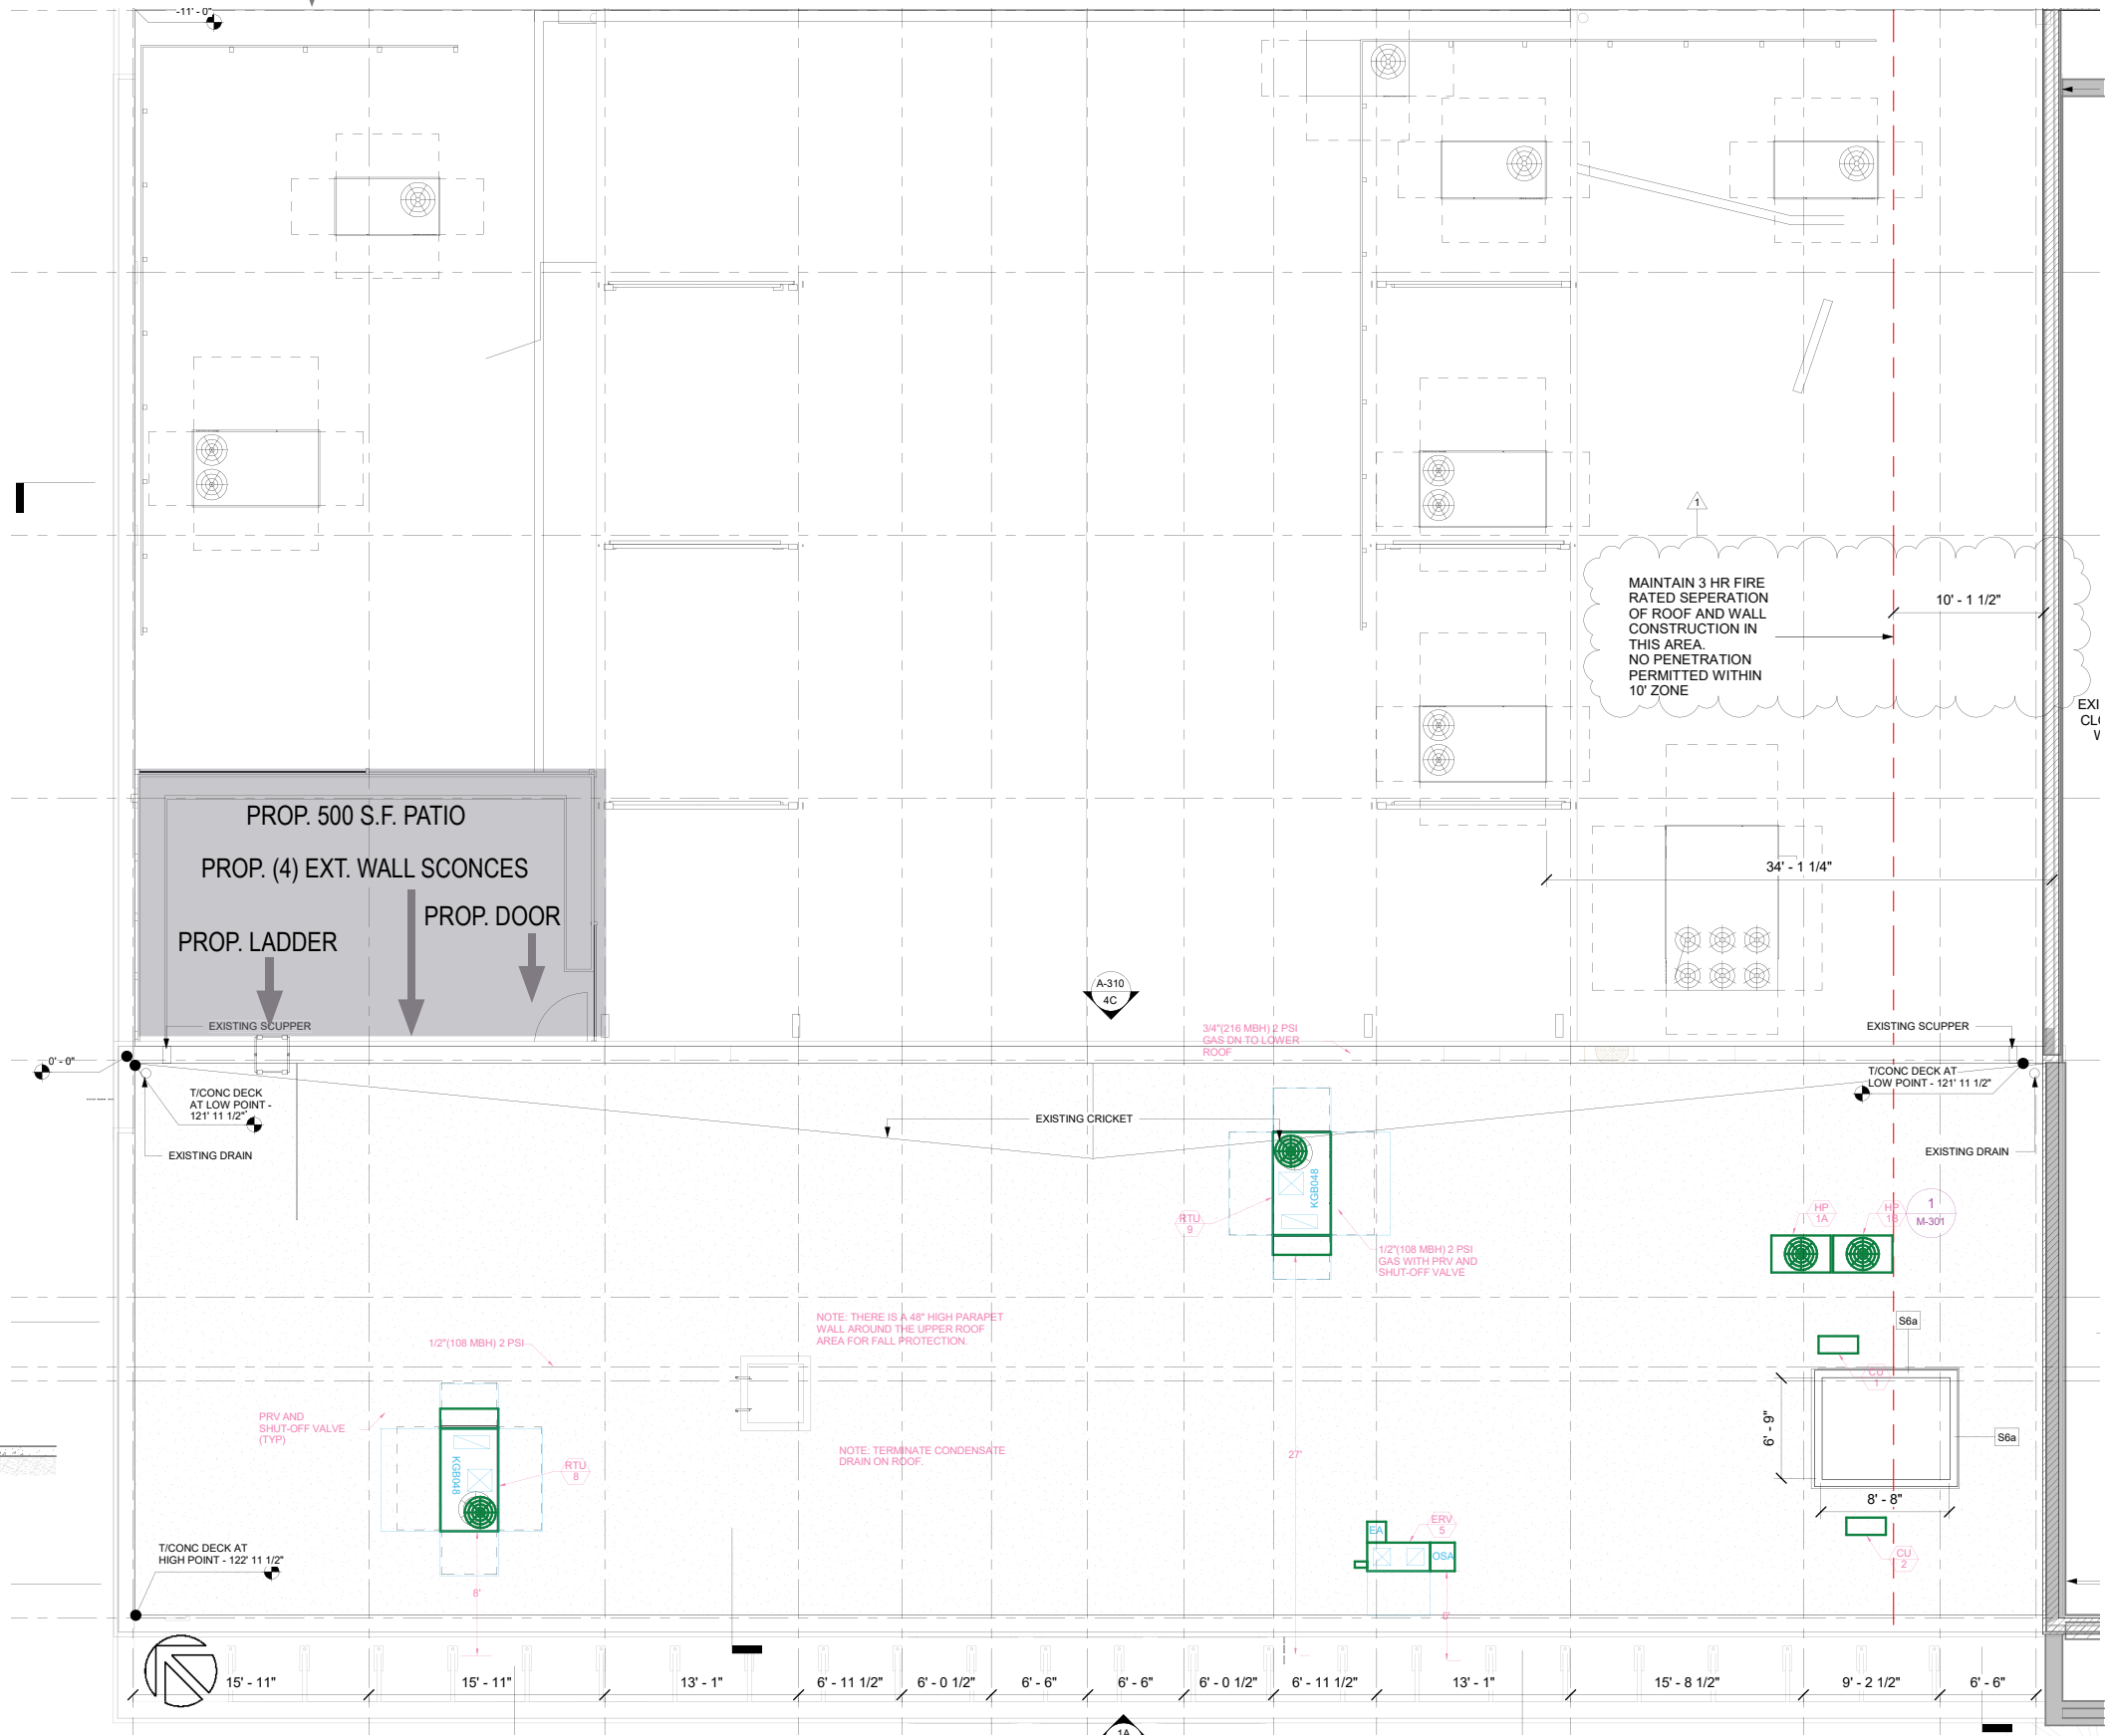 -11' - 0"
1
MAINTAIN 3 HR FIRE
RATED SEPERATION
OF ROOF AND WALL
CONSTRUCTION IN
THIS AREA.
NO PENETRATION
PERMITTED WITHIN
10' ZONE
10' - 1 1/2"
PROP. 500 S.F. PATIO
PROP. (4) EXT. WALL SCONCES
PROP. DOOR
PROP. LADDER
34' - 1 1/4"
A-310
4C
EXISTING SCUPPER
3/4"(216 MBH) 2 PSI
GAS DN TO LOWER
ROOF
EXISTING SCUPPER
0' - 0"
T/CONC DECK
AT LOW POINT -
121' 11 1/2"
T/CONC DECK AT
LOW POINT - 121' 11 1/2"
EXISTING CRICKET
EXISTING DRAIN
EXISTING DRAIN
KGB048
RTU
9
HP
1A
HP
1B
1
M-301
1/2"(108 MBH) 2 PSI
GAS WITH PRV AND
SHUT-OFF VALVE
NOTE: THERE IS A 48" HIGH PARAPET
WALL AROUND THE UPPER ROOF
AREA FOR FALL PROTECTION.
1/2"(108 MBH) 2 PSI
S6a
CU
1
PRV AND
SHUT-OFF VALVE
(TYP)
6' - 9"
S6a
NOTE: TERMINATE CONDENSATE
DRAIN ON ROOF.
27'
KGB048
RTU
8
8' - 8"
EA
ERV
5
OSA
CU
2
T/CONC DECK AT
HIGH POINT - 122' 11 1/2"
8'
15' - 11"
15' - 11"
13' - 1"
6' - 11 1/2"
6' - 0 1/2"
6' - 6"
6' - 6"
6' - 0 1/2"
6' - 11 1/2"
13' - 1"
15' - 8 1/2"
9' - 2 1/2"
6' - 6"
1A